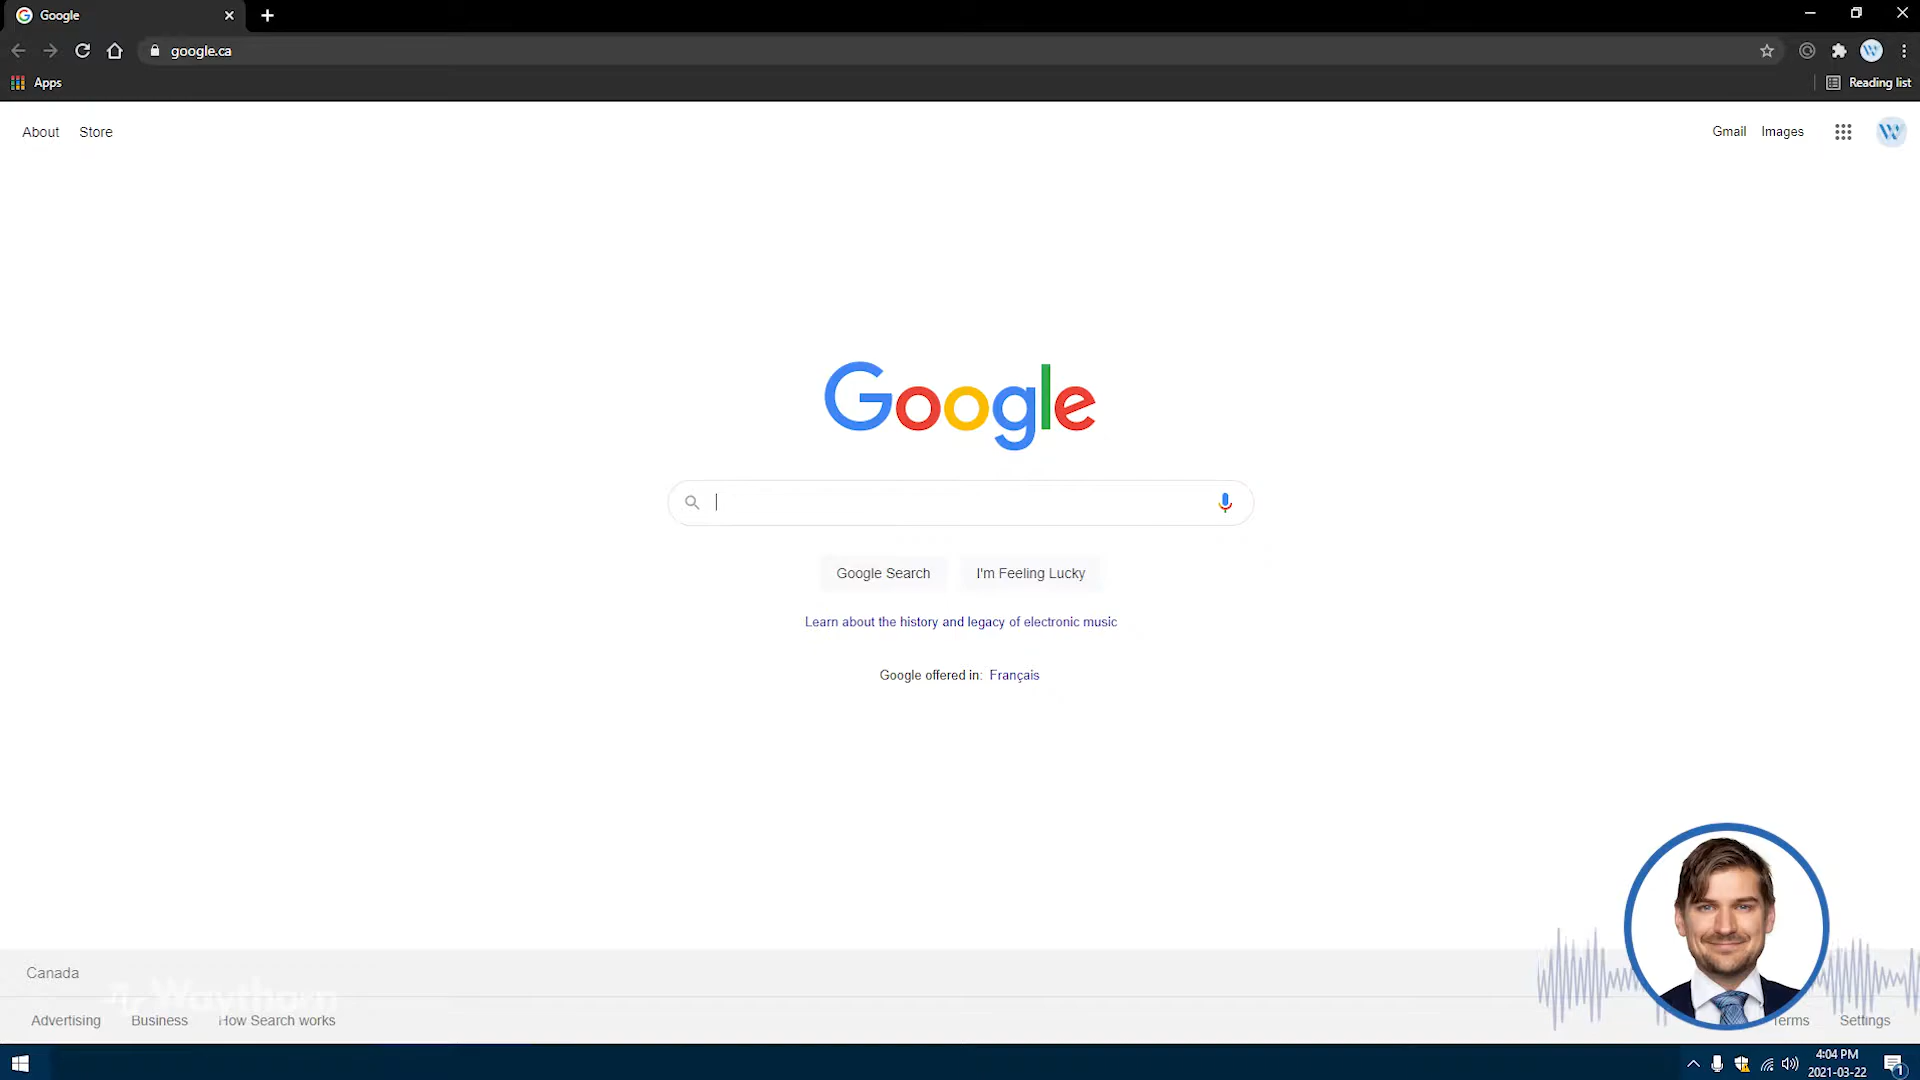 Google
google.ca
Apps
Reading list
About Store
Gmail Images
Google
Google Search I'm Feeling Lucky
Learn about the history and legacy of electronic music
Google offered in: Français
Canada
Waythorn
Advertising Business How Search works
Terms Settings
4:04 PM
2021-03-22
1